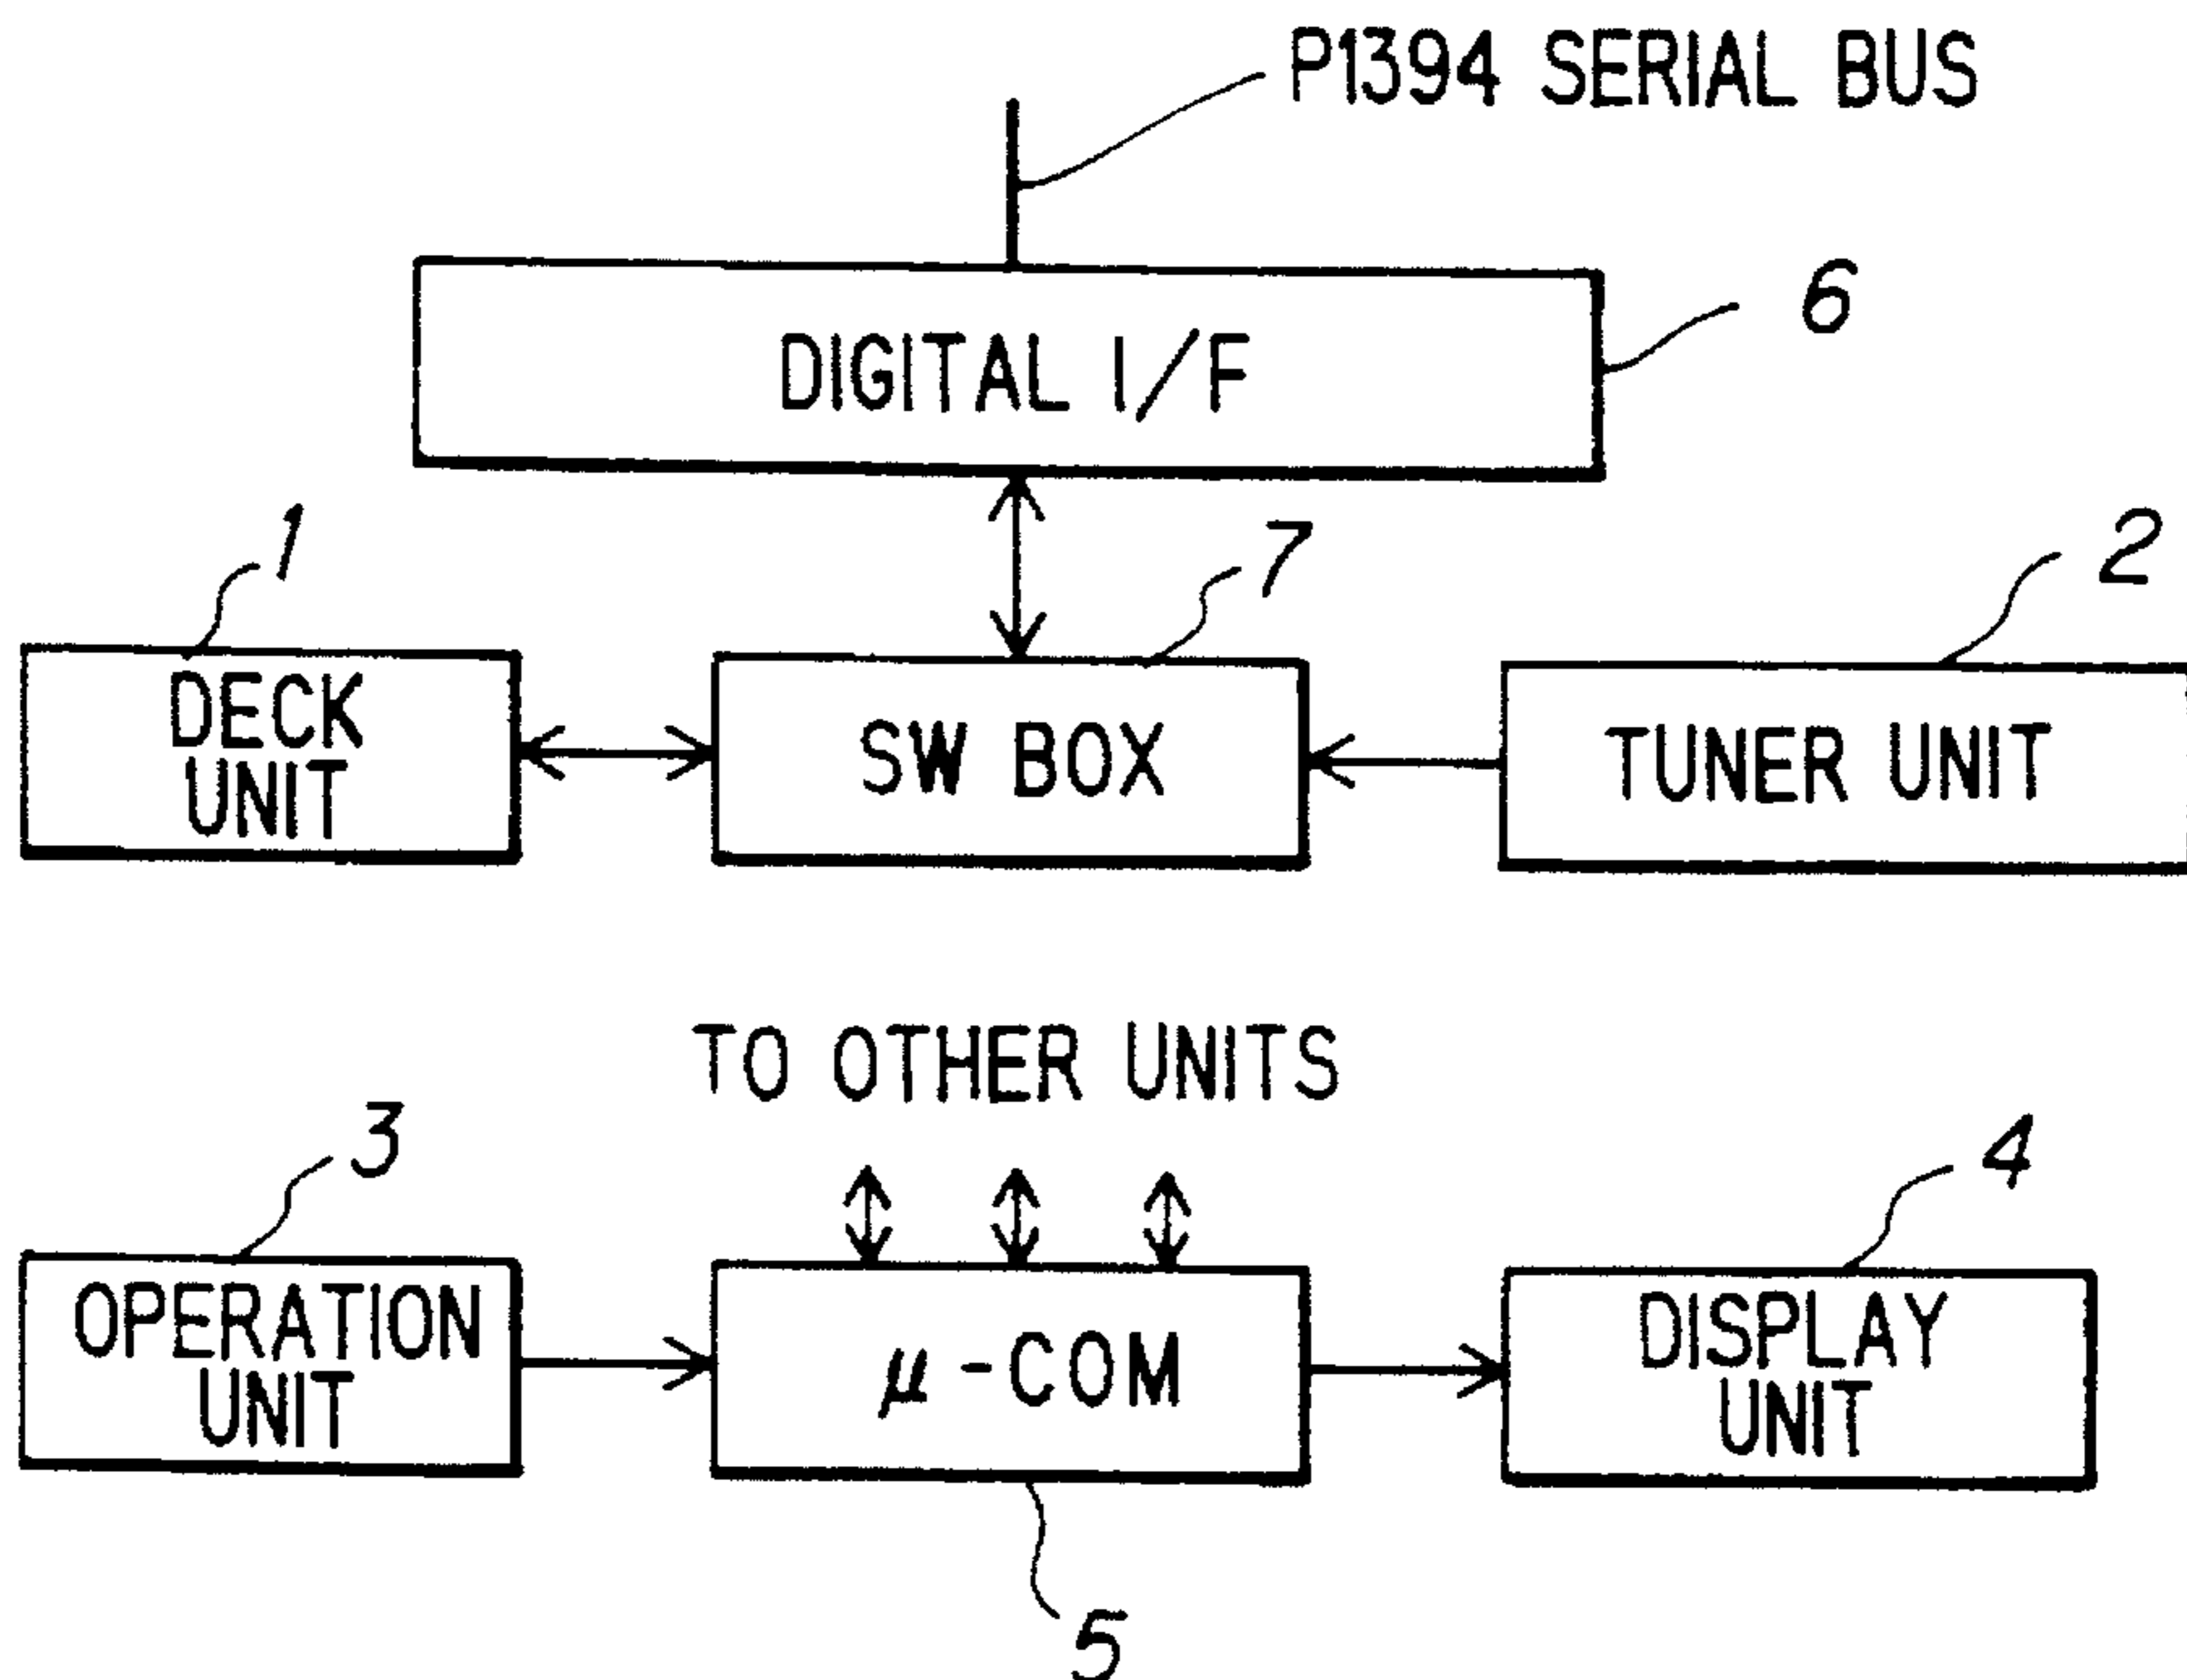 P1394 SERIAL BUS
6
DIGITAL I/F
1
7
2
DECK
UNIT
SW BOX
TUNER UNIT
TO OTHER UNITS
3
4
OPERATION
UNIT
μ-COM
DISPLAY
UNIT
5